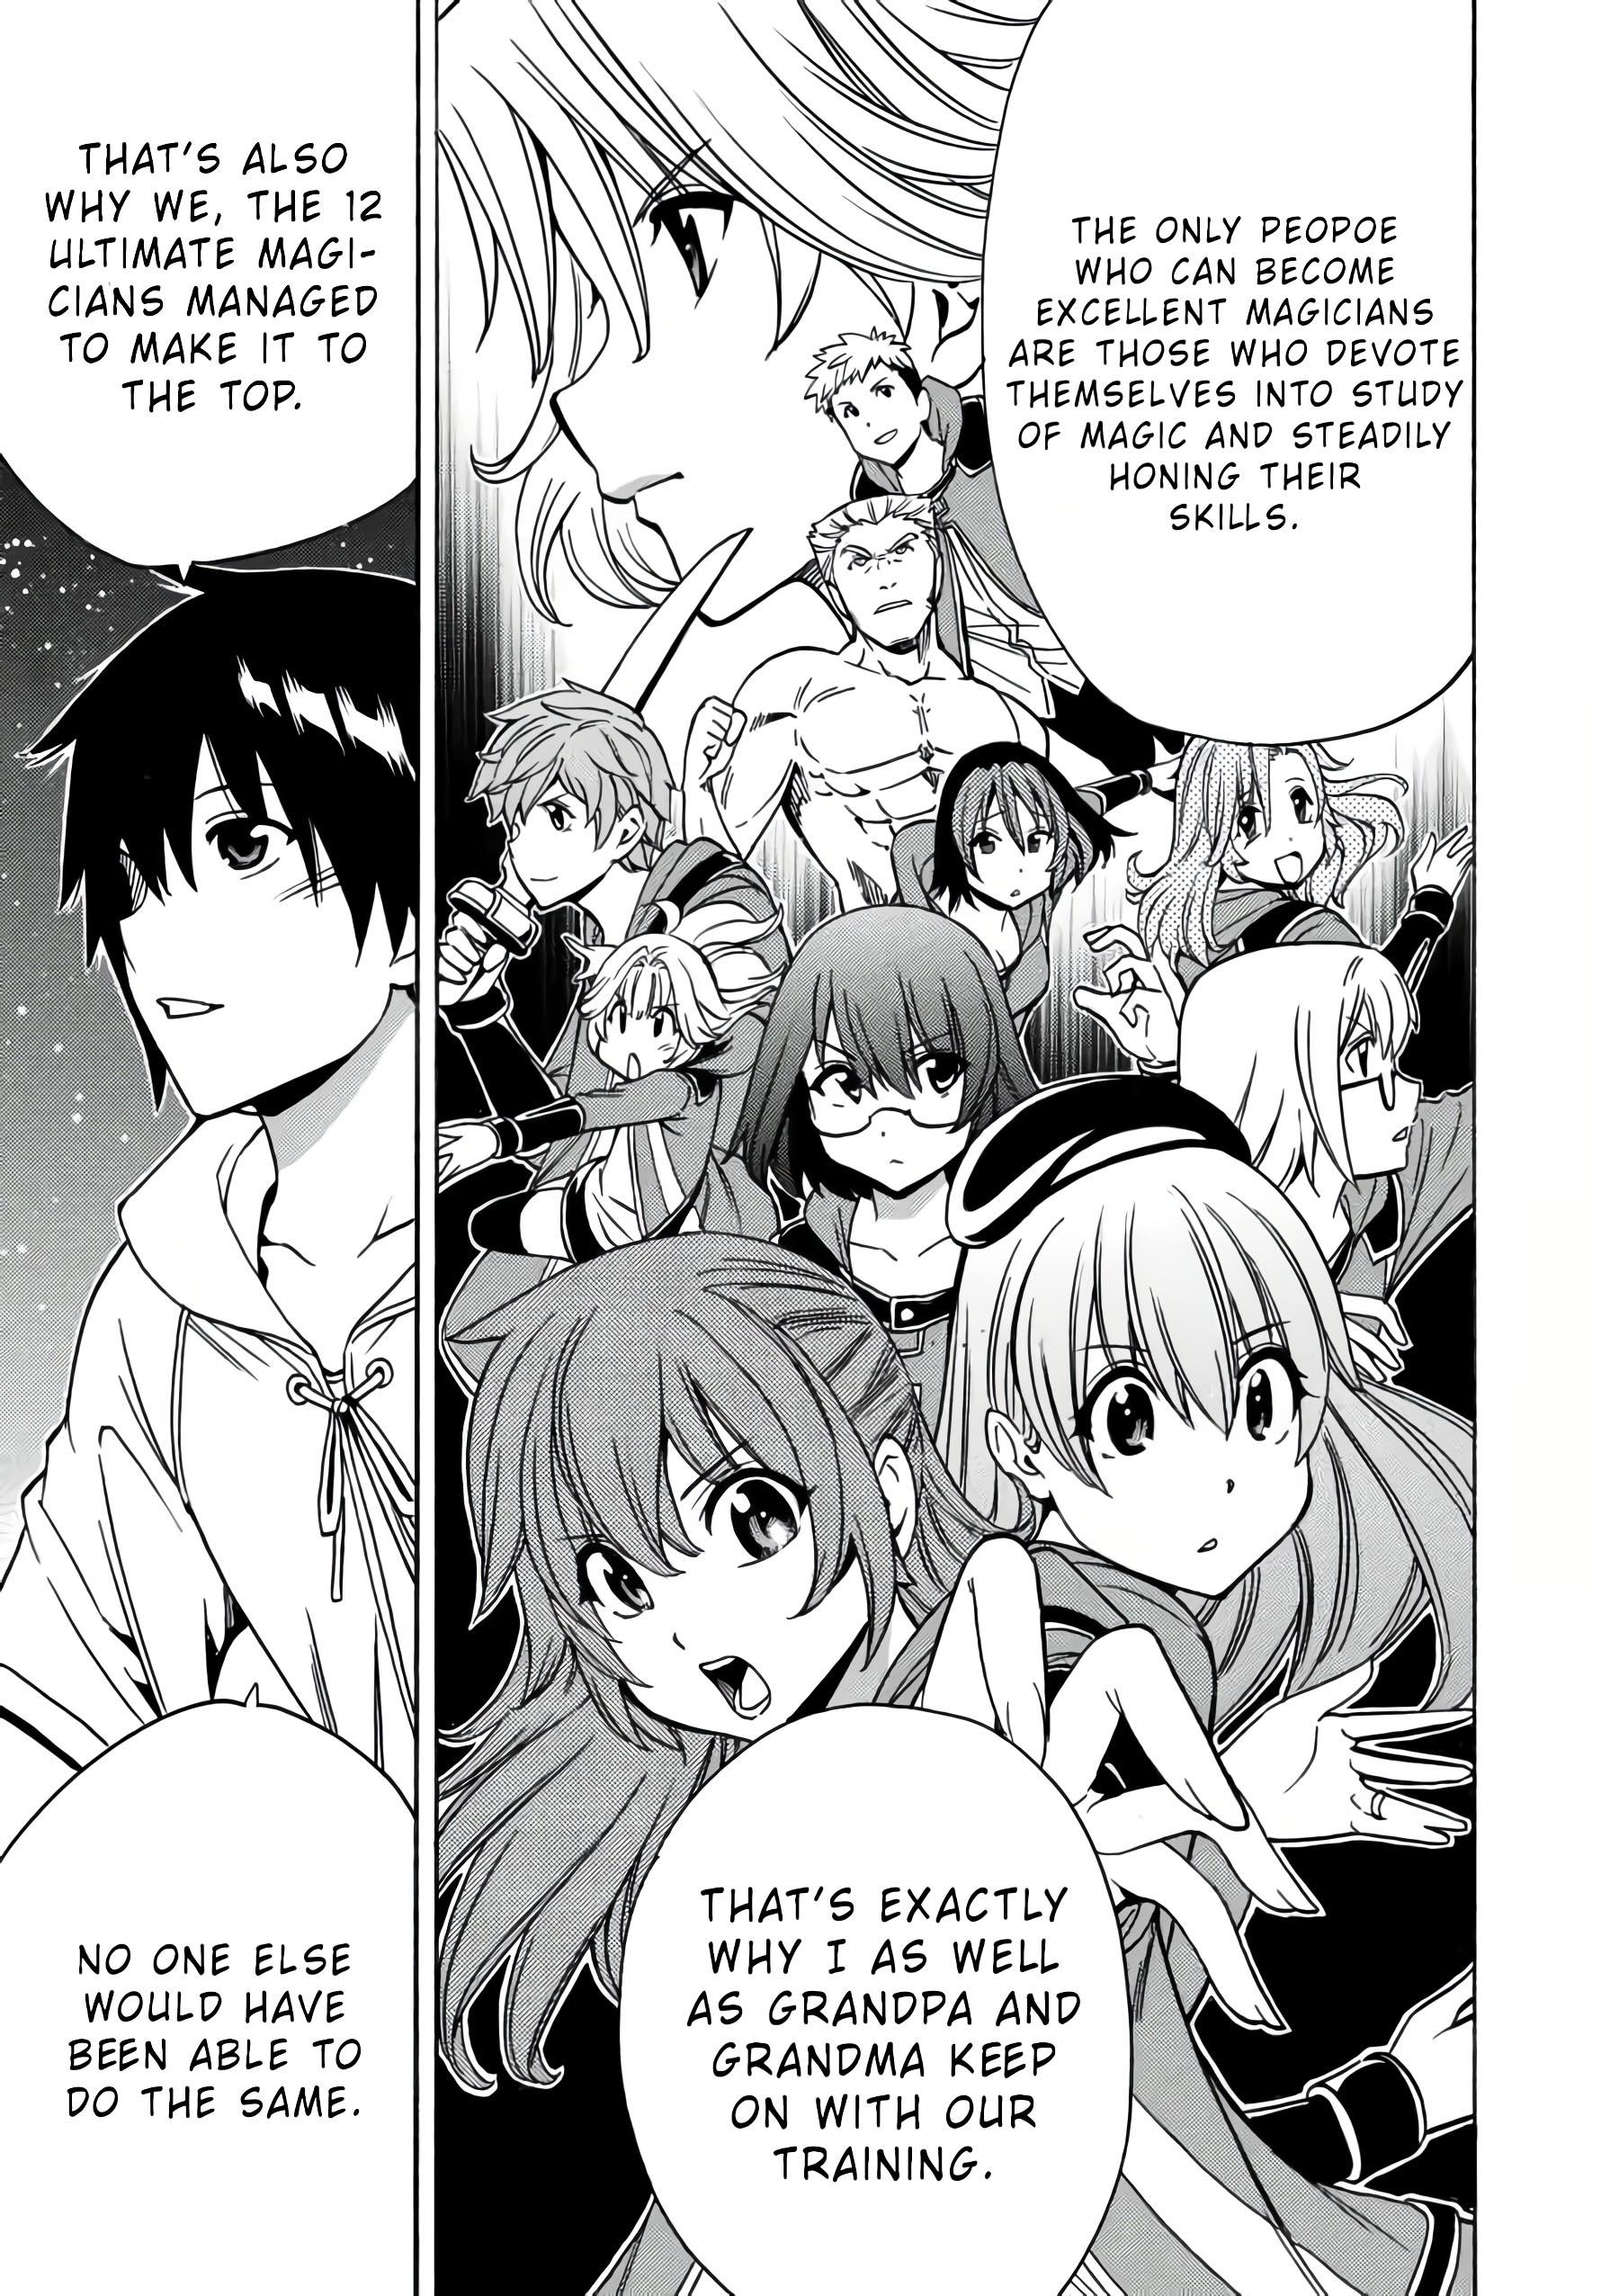 THE ONLY PEOPOE
WHO CAN BECOME
EXCELLENT MAGICIANS
ARE THOSE WHO DEVOTE
THEMSELVES INTO STUDY
OF MAGIC AND STEADILY
HONING THEIR
SKILLS.
THAT'S EXACTLY
WHY I AS WELL
AS GRANDPA AND
GRANDMA KEEP
ON WITH OUR
TRAINING.
THAT'S ALSO
WHY WE, THE 12
ULTIMATE MAGI-
CIANS MANAGED
TO MAKE IT TO
THE TOP.
NO ONE ELSE
WOULD HAVE
BEEN ABLE TO
DO THE SAME.